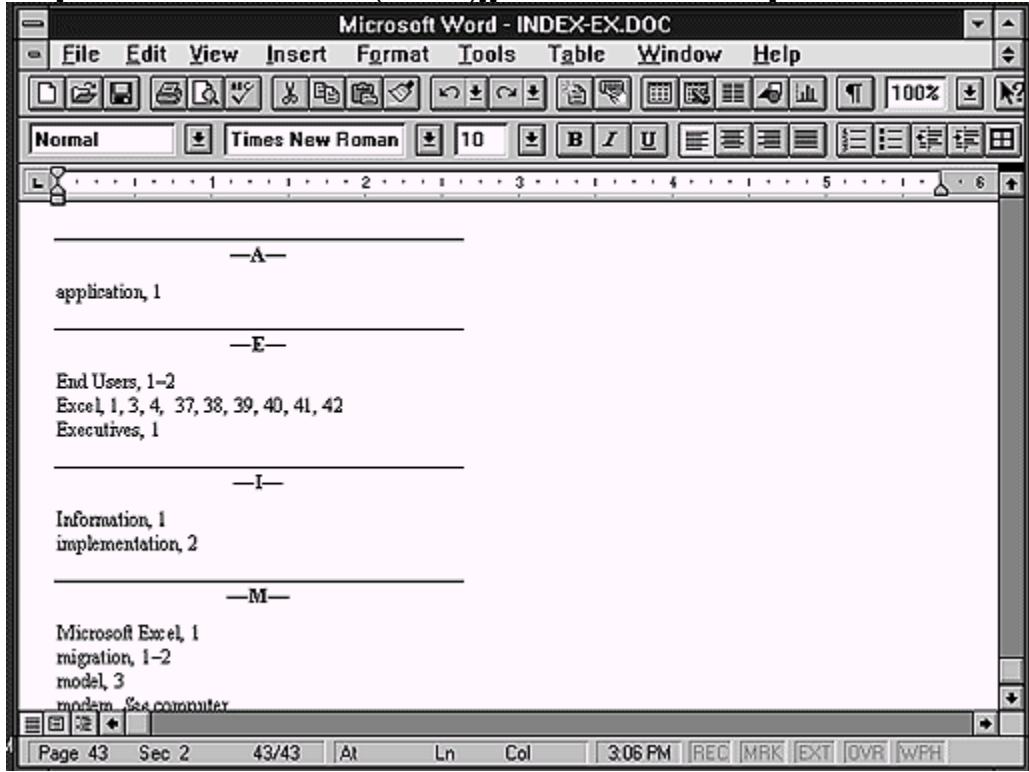 Microsoft Word - INDEX-EX.DOC
File Edit View Insert Format Tools Table Window Help
100%
Normal Times New Roman 10 B I U
1 2 3 4 5 6
—A—
application, 1
—E—
End Users, 1–2
Excel, 1, 3, 4, 37, 38, 39, 40, 41, 42
Executives, 1
—I—
Information, 1
implementation, 2
—M—
Microsoft Excel, 1
migration, 1–2
model, 3
modem. See computer
Page 43 Sec 2 43/43 At Ln Col 3:06 PM REC MRK EXT OVR WPH